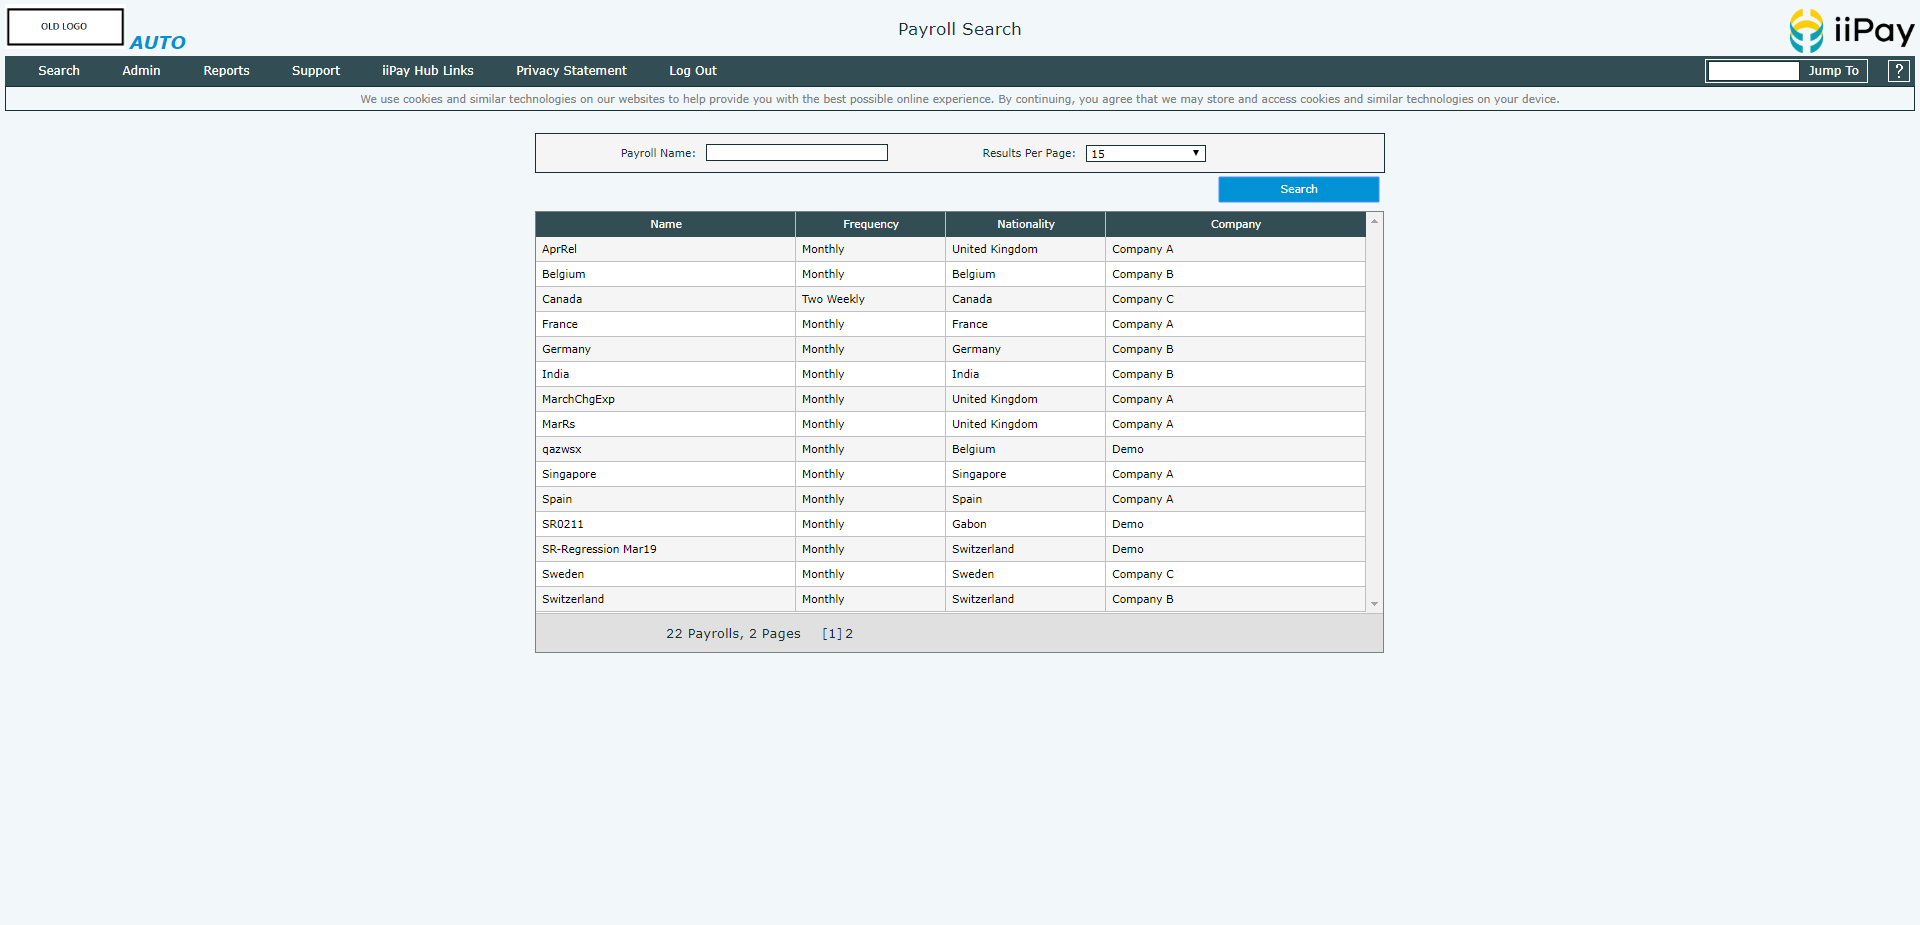 OLD LOGO
AUTO
Payroll Search
iiPay
Search Admin Reports Support iiPay Hub Links Privacy Statement Log Out Jump To ?
We use cookies and similar technologies on our websites to help provide you with the best possible online experience. By continuing, you agree that we may store and access cookies and similar technologies on your device.
Payroll Name: Results Per Page: 15
Search
Name Frequency Nationality Company
AprRel Monthly United Kingdom Company A
Belgium Monthly Belgium Company B
Canada Two Weekly Canada Company C
France Monthly France Company A
Germany Monthly Germany Company B
India Monthly India Company B
MarchChgExp Monthly United Kingdom Company A
MarRs Monthly United Kingdom Company A
qazwsx Monthly Belgium Demo
Singapore Monthly Singapore Company A
Spain Monthly Spain Company A
SR0211 Monthly Gabon Demo
SR-Regression Mar19 Monthly Switzerland Demo
Sweden Monthly Sweden Company C
Switzerland Monthly Switzerland Company B
22 Payrolls, 2 Pages [1] 2